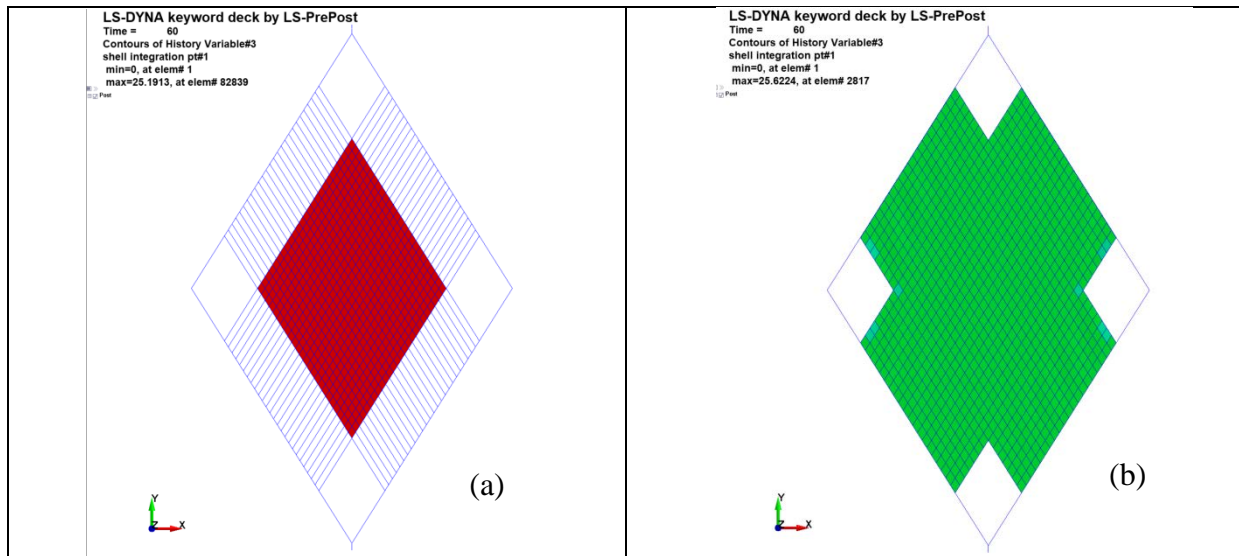 LS-DYNA keyword deck by LS-PrePost
Time = 60
Contours of History Variable#3
shell integration pt#1
min=0, at elem# 1
max=25.1913, at elem# 82839
Post
(a)
Y
Z
X
LS-DYNA keyword deck by LS-PrePost
Time = 60
Contours of History Variable#3
shell integration pt#1
min=0, at elem# 1
max=25.6224, at elem# 2817
Post
(b)
Y
Z
X